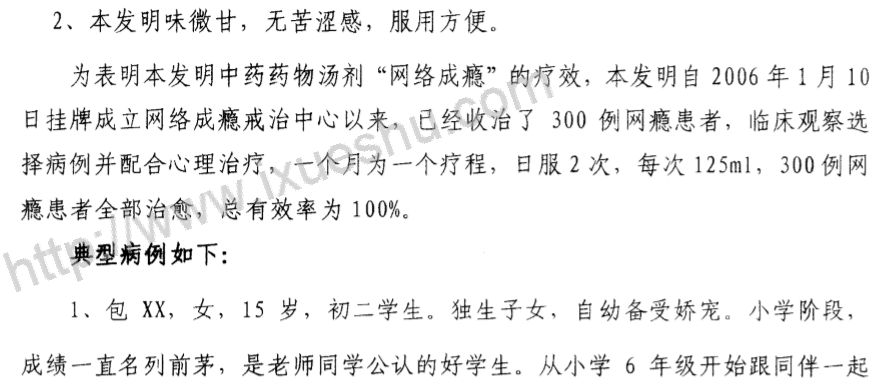 2、本发明味微甘，无苦涩感，服用方便。
为表明本发明中药药物汤剂“网络成瘾”的疗效，本发明自 2006 年 1 月 10
日挂牌成立网络成瘾戒治中心以来，已经收治了 300 例网瘾患者，临床观察选
择病例并配合心理治疗，一个月为一个疗程，日服 2 次，每次 125ml，300 例网
瘾患者全部治愈，总有效率为 100%。
典型病例如下：
1、包 XX，女，15 岁，初二学生。独生子女，自幼备受娇宠。小学阶段，
成绩一直名列前茅，是老师同学公认的好学生。从小学 6 年级开始跟同伴一起
http://www.ixueshu.com